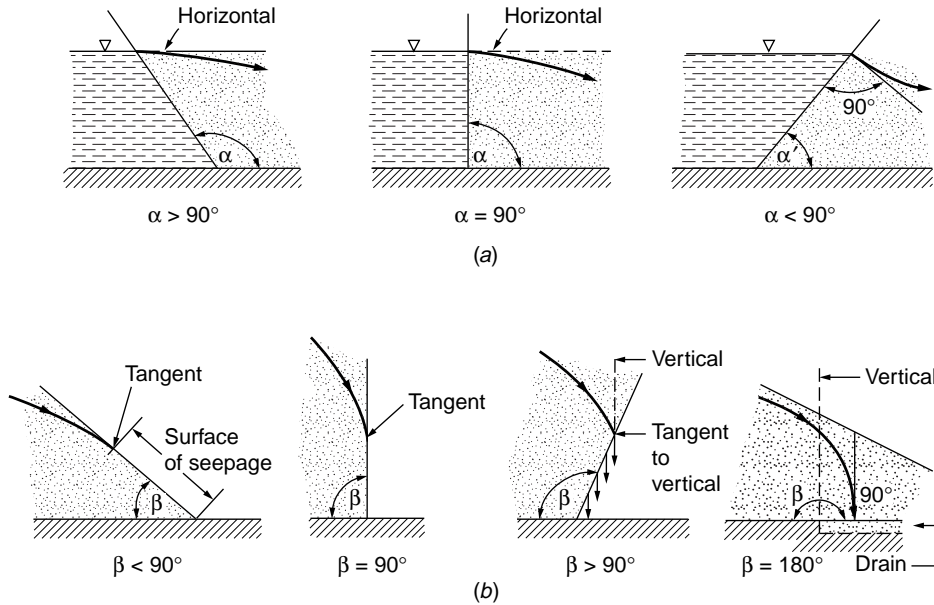 Horizontal
α
α > 90°
Horizontal
α
α = 90°
90°
α′
α < 90°
(a)
Tangent
Surface
of seepage
β
β < 90°
Tangent
β
β = 90°
Vertical
Tangent
to
vertical
β
β > 90°
Vertical
90°
β
β = 180°
Drain
(b)